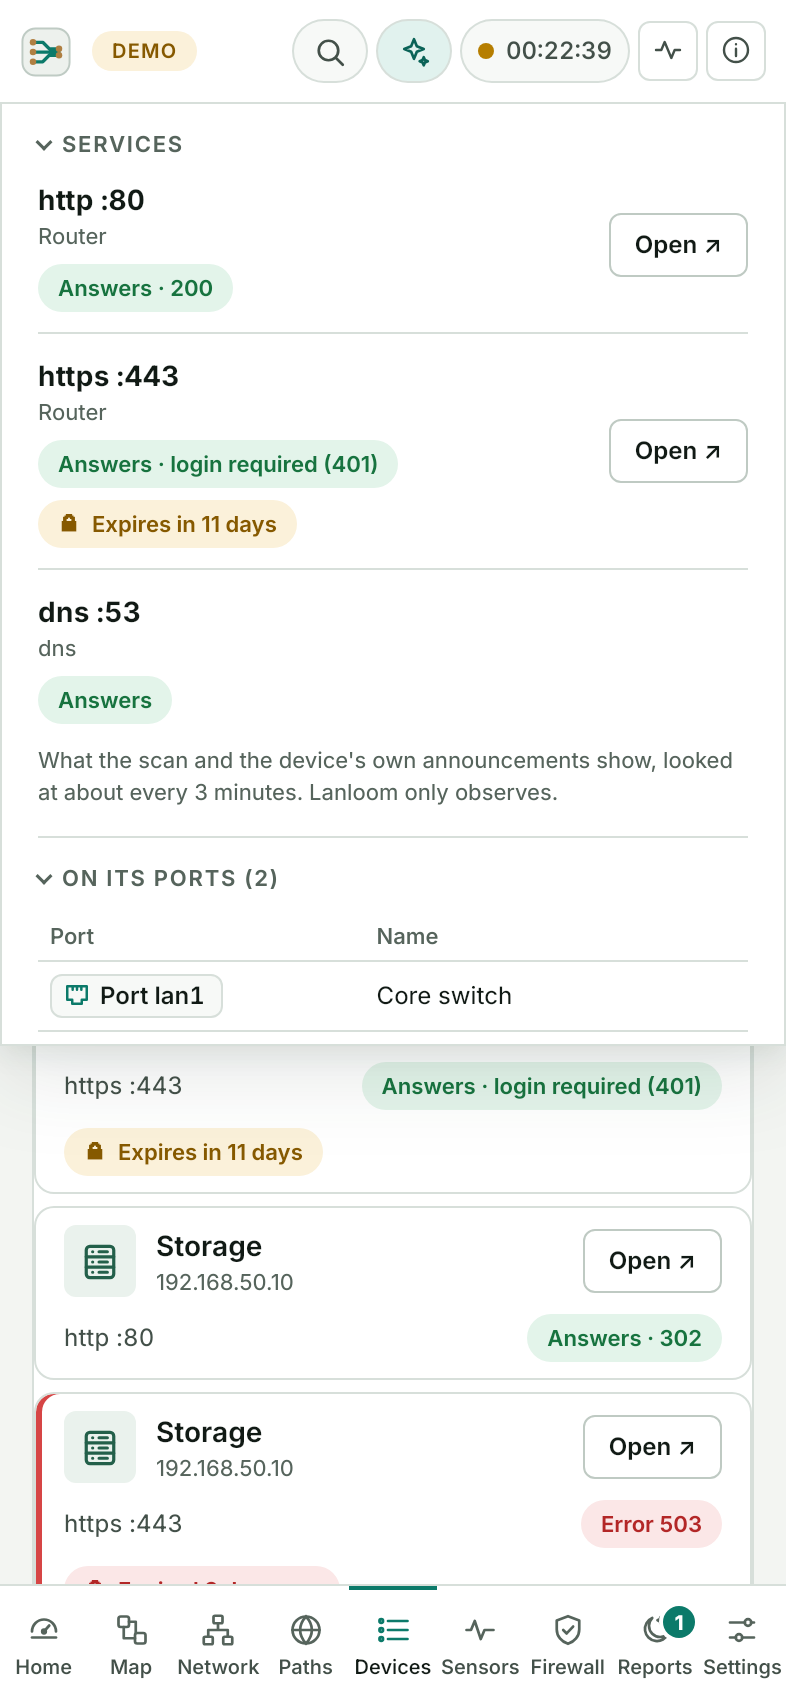 DEMO
00:22:39
SERVICES
http :80
Router
Open ↗
Answers · 200
https :443
Router
Answers · login required (401)
Open ↗
Expires in 11 days
dns :53
dns
Answers
What the scan and the device's own announcements show, looked
at about every 3 minutes. Lanloom only observes.
ON ITS PORTS (2)
Port Name
Port lan1 Core switch
https :443 Answers · login required (401)
Expires in 11 days
Storage
192.168.50.10
Open ↗
http :80 Answers · 302
Storage
192.168.50.10
Open ↗
https :443 Error 503
1
Home Map Network Paths Devices Sensors Firewall Reports Settings